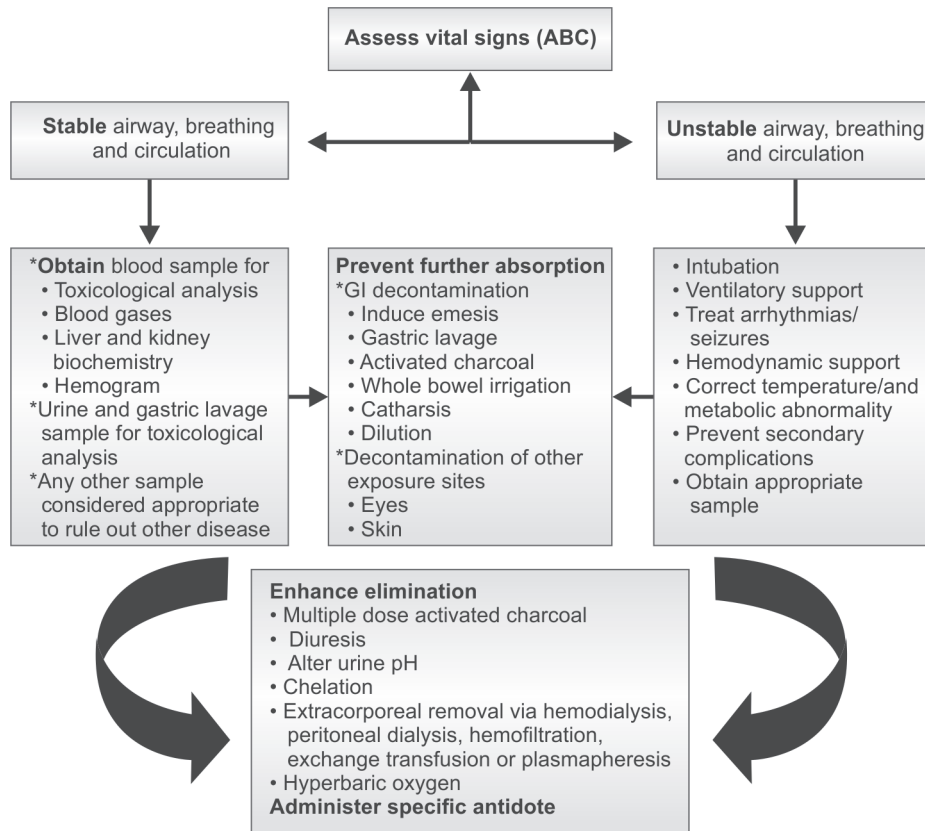 Assess vital signs (ABC)
Stable airway, breathing
and circulation
Unstable airway, breathing
and circulation
*Obtain blood sample for
• Toxicological analysis
• Blood gases
• Liver and kidney
biochemistry
• Hemogram
*Urine and gastric lavage
sample for toxicological
analysis
*Any other sample
considered appropriate
to rule out other disease
Prevent further absorption
*GI decontamination
• Induce emesis
• Gastric lavage
• Activated charcoal
• Whole bowel irrigation
• Catharsis
• Dilution
*Decontamination of other
exposure sites
• Eyes
• Skin
• Intubation
• Ventilatory support
• Treat arrhythmias/
seizures
• Hemodynamic support
• Correct temperature/and
metabolic abnormality
• Prevent secondary
complications
• Obtain appropriate
sample
Enhance elimination
• Multiple dose activated charcoal
• Diuresis
• Alter urine pH
• Chelation
• Extracorporeal removal via hemodialysis,
peritoneal dialysis, hemofiltration,
exchange transfusion or plasmapheresis
• Hyperbaric oxygen
Administer specific antidote